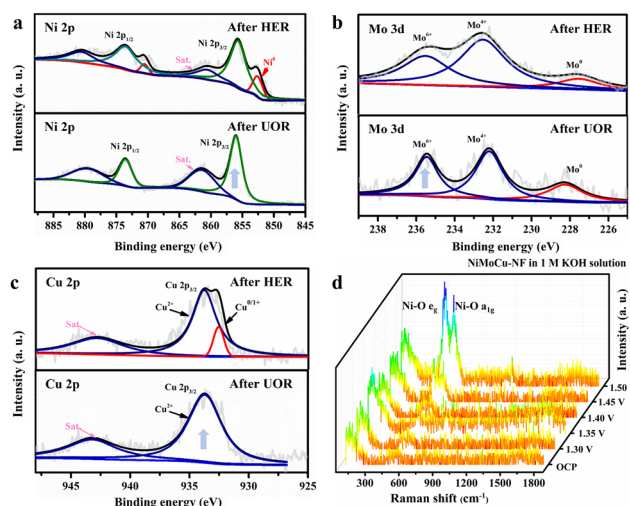 a
Ni 2p
After HER
Ni 2p1/2
Ni 2p3/2
Sat.
Ni0
Ni 2p
After UOR
Ni 2p1/2
Ni 2p3/2
Sat.
Intensity (a. u.)
885 880 875 870 865 860 855 850 845
Binding energy (eV)
b
Mo 3d
After HER
Mo6+
Mo4+
Mo0
Mo 3d
After UOR
Mo6+
Mo4+
Mo0
Intensity (a. u.)
238 236 234 232 230 228 226
Binding energy (eV)
c
Cu 2p
After HER
Cu 2p3/2
Cu2+
Cu0/1+
Sat.
Cu 2p
After UOR
Cu 2p3/2
Cu2+
Sat.
Intensity (a. u.)
945 940 935 930 925
Binding energy (eV)
NiMoCu-NF in 1 M KOH solution
d
Ni-O eg
Ni-O a1g
Intensity (a. u.)
1.50
1.45 V
1.40 V
1.35 V
1.30 V
OCP
300 600 900 1200 1500 1800
Raman shift (cm-1)